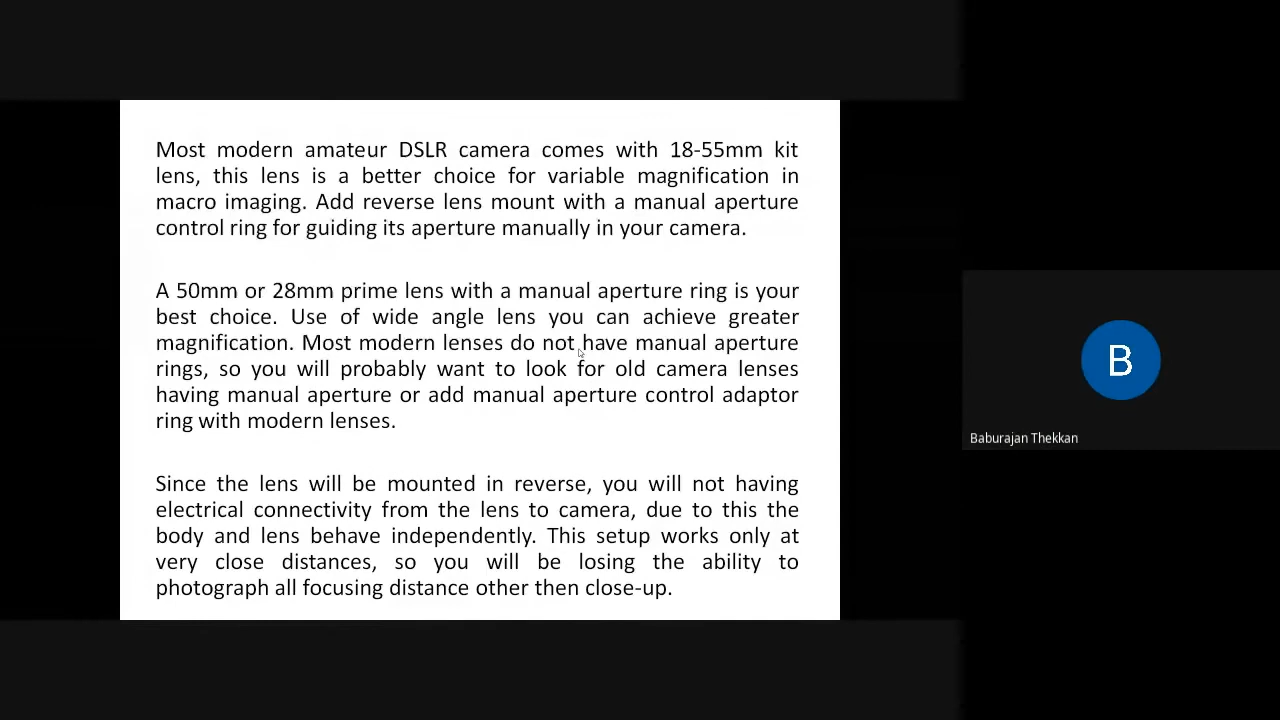 Most modern amateur DSLR camera comes with 18-55mm kit
lens, this lens is a better choice for variable magnification in
macro imaging. Add reverse lens mount with a manual aperture
control ring for guiding its aperture manually in your camera.
A 50mm or 28mm prime lens with a manual aperture ring is your
best choice. Use of wide angle lens you can achieve greater
magnification. Most modern lenses do not have manual aperture
rings, so you will probably want to look for old camera lenses
having manual aperture or add manual aperture control adaptor
ring with modern lenses.
Since the lens will be mounted in reverse, you will not having
electrical connectivity from the lens to camera, due to this the
body and lens behave independently. This setup works only at
very close distances, so you will be losing the ability to
photograph all focusing distance other then close-up.
B
Baburajan Thekkan